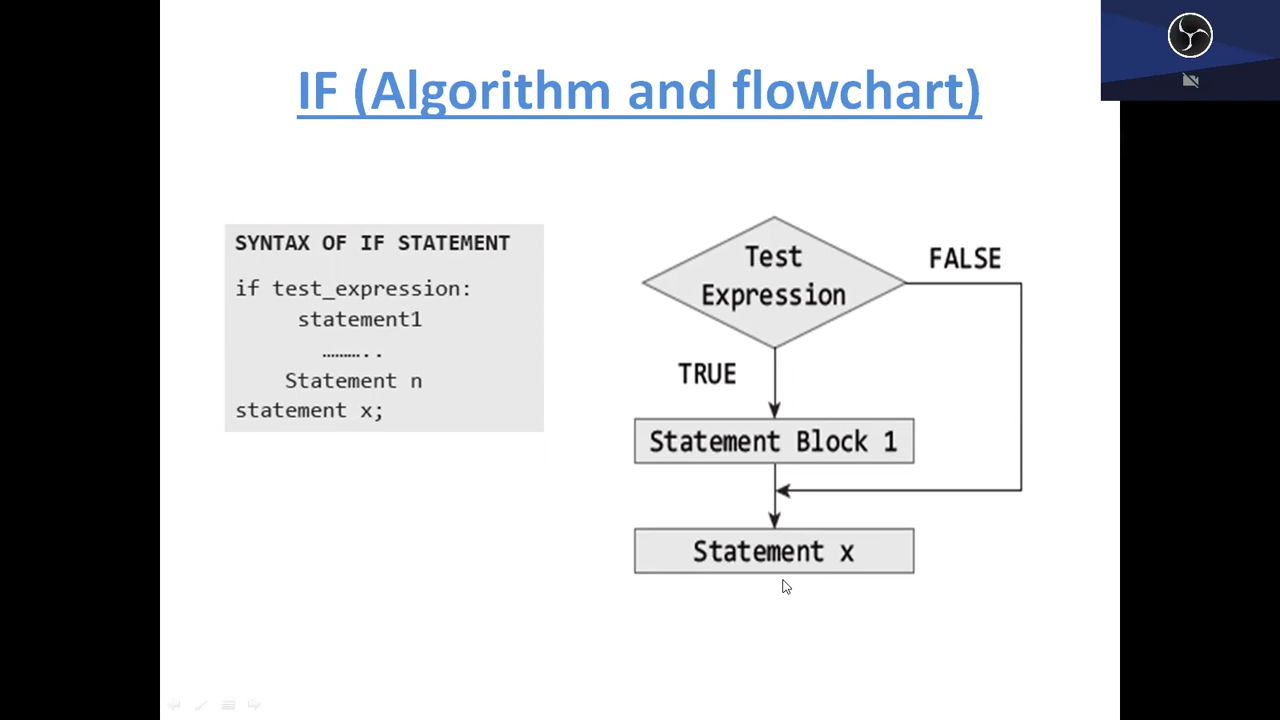 IF (Algorithm and flowchart)
SYNTAX OF IF STATEMENT
if test_expression:
statement1
………..
Statement n
statement x;
Test
Expression
FALSE
TRUE
Statement Block 1
Statement x